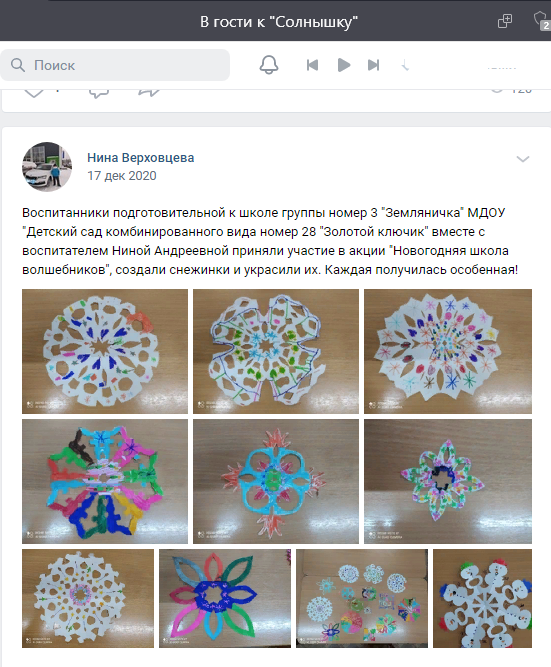 В гости к "Солнышку"
2
Поиск
Нина Верховцева
17 дек 2020
Воспитанники подготовительной к школе группы номер 3 "Земляничка" МДОУ
"Детский сад комбинированного вида номер 28 "Золотой ключик" вместе с
воспитателем Ниной Андреевной приняли участие в акции "Новогодняя школа
волшебников", создали снежинки и украсили их. Каждая получилась особенная!